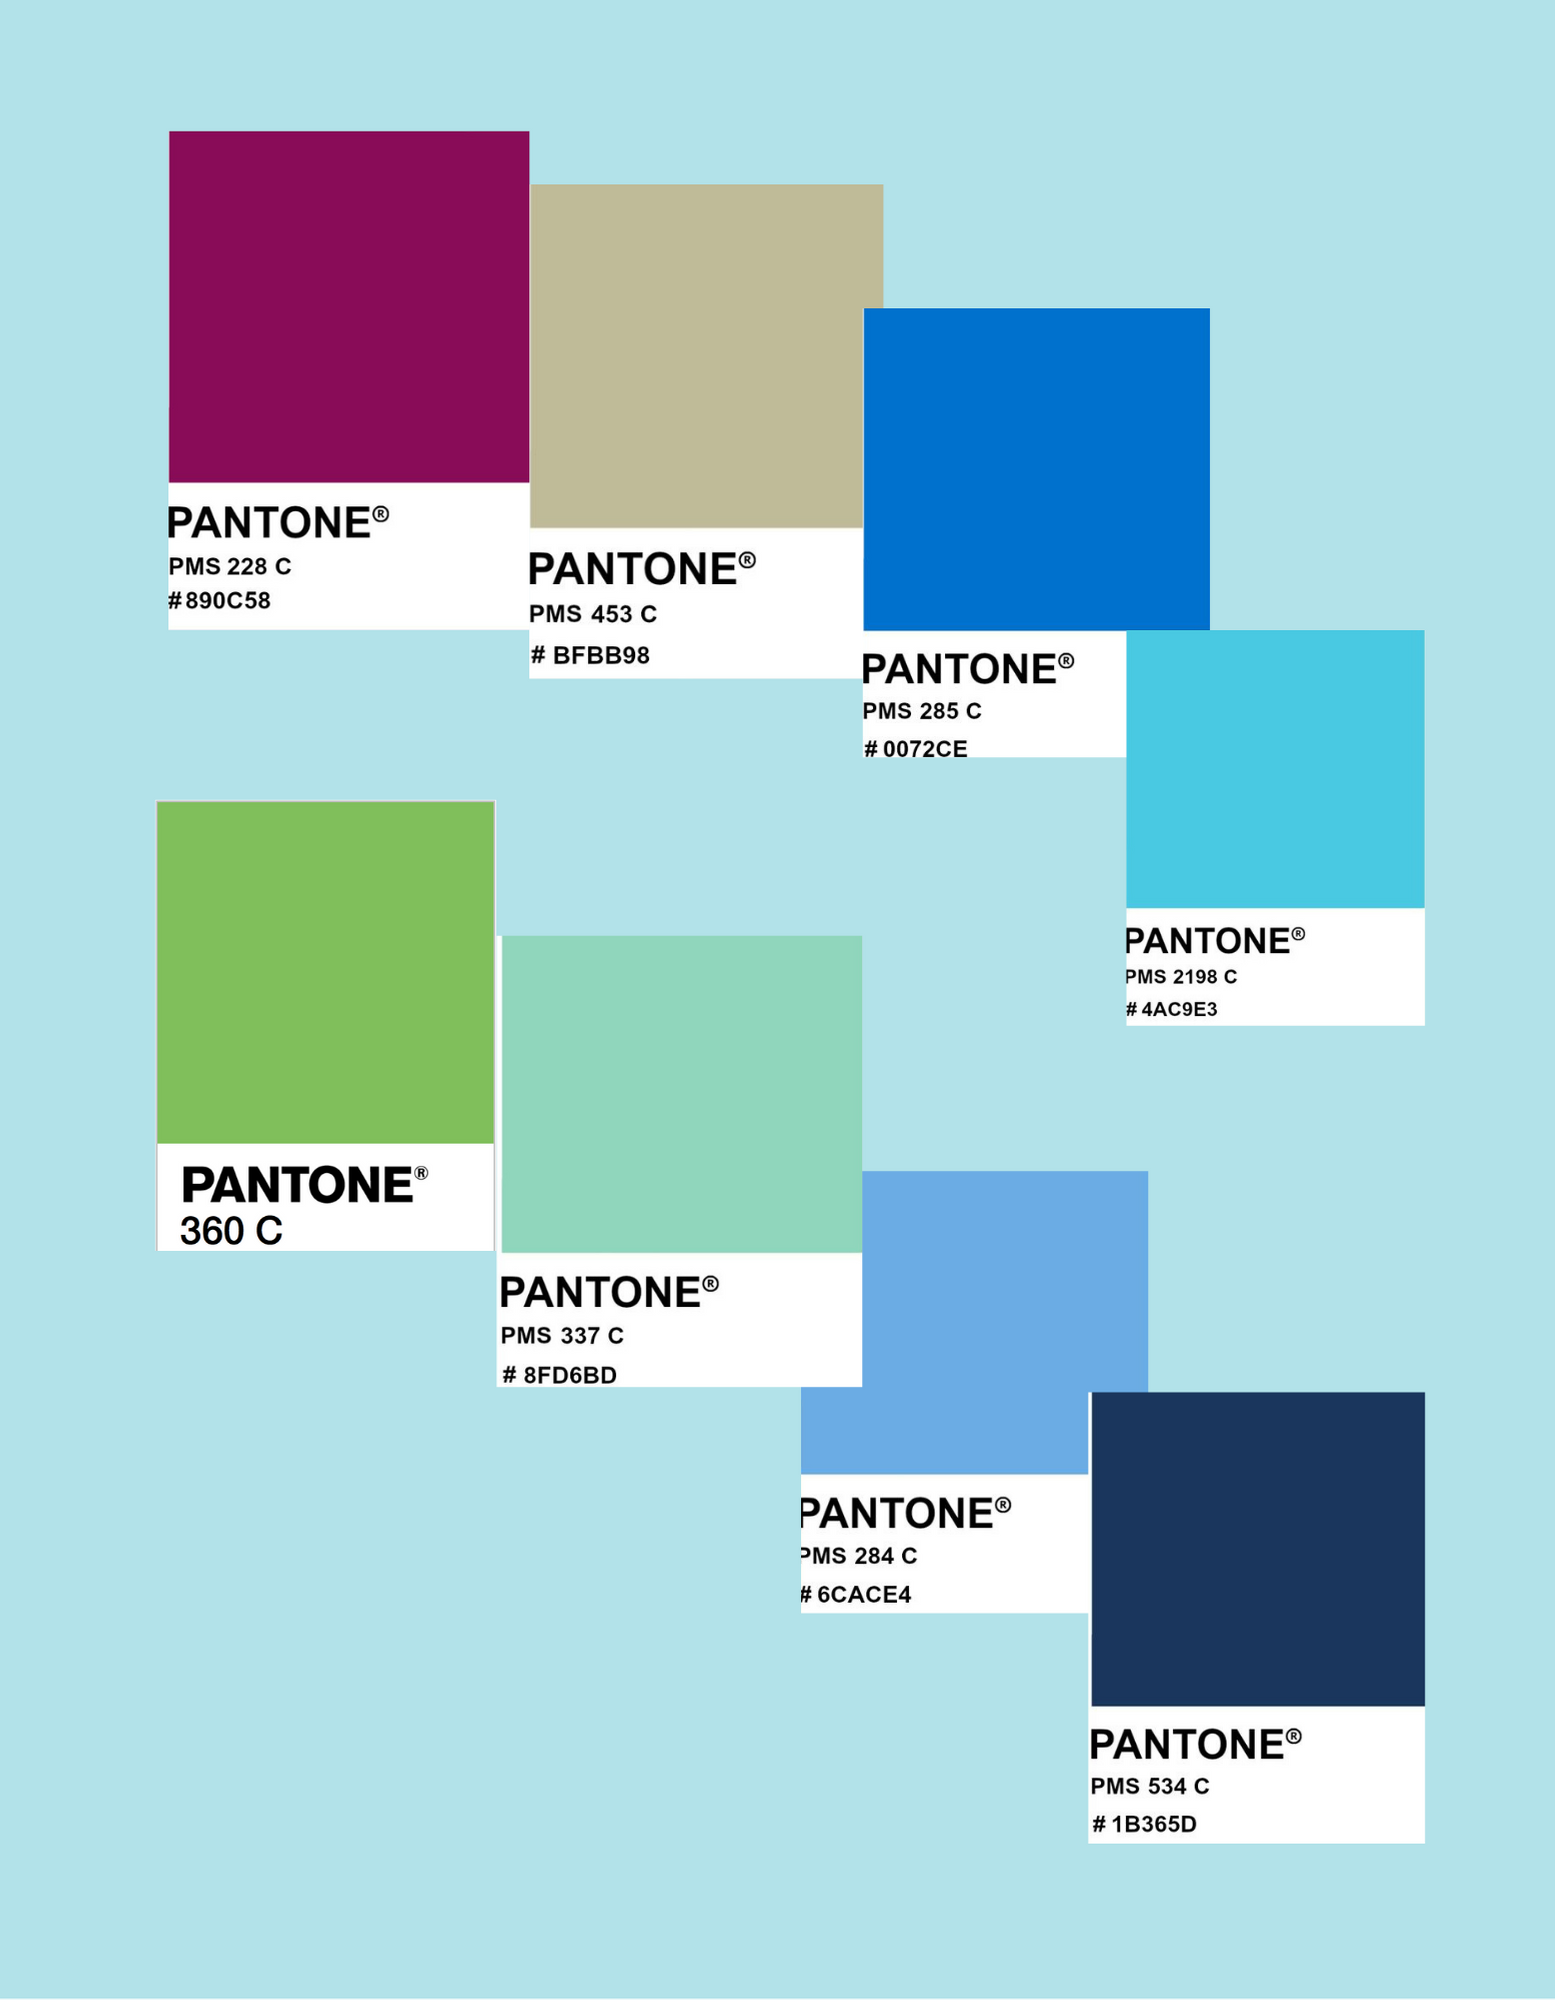 PANTONE®
PMS 228 C
#890C58
PANTONE®
PMS 453 C
# BFBB98
PANTONE®
PMS 285 C
# 0072CE
PANTONE®
PMS 2198 C
# 4AC9E3
PANTONE®
360 C
PANTONE®
PMS 337 C
# 8FD6BD
PANTONE®
PMS 284 C
# 6CACE4
PANTONE®
PMS 534 C
# 1B365D